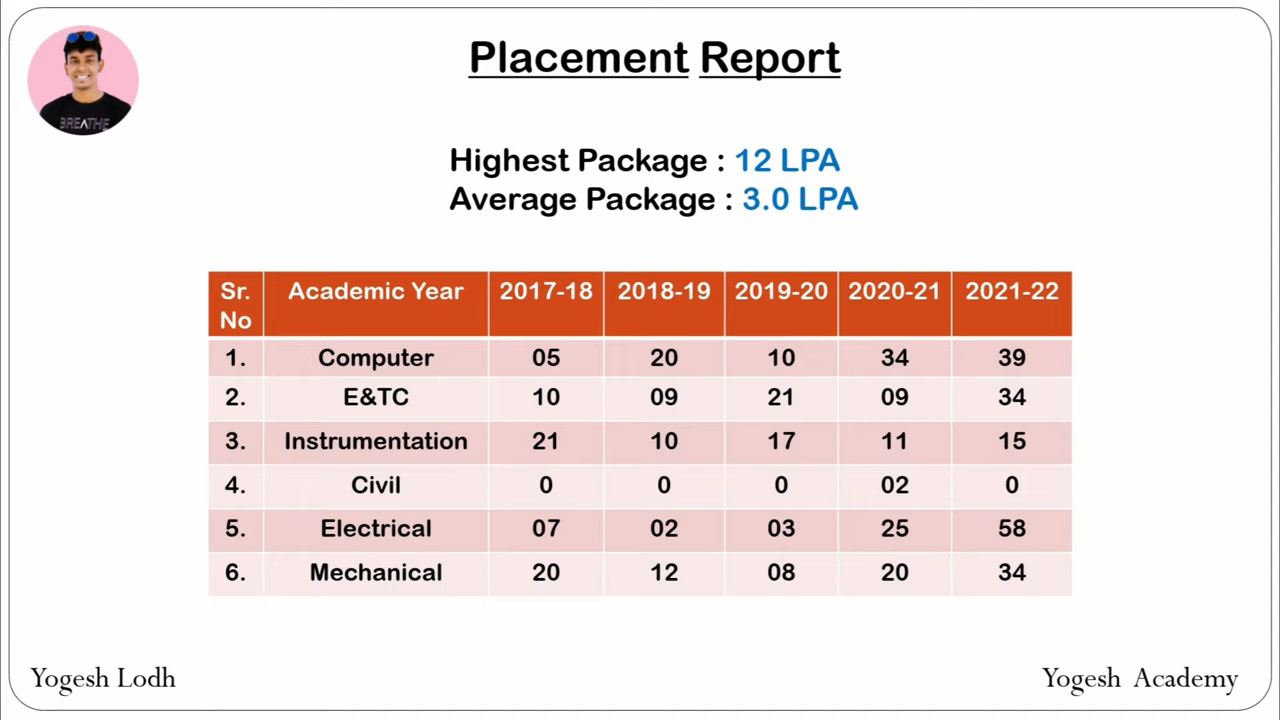 BREATHE
Placement Report
Highest Package : 12 LPA
Average Package : 3.0 LPA
Sr. No Academic Year 2017-18 2018-19 2019-20 2020-21 2021-22
1. Computer 05 20 10 34 39
2. E&TC 10 09 21 09 34
3. Instrumentation 21 10 17 11 15
4. Civil 0 0 0 02 0
5. Electrical 07 02 03 25 58
6. Mechanical 20 12 08 20 34
Yogesh Lodh
Yogesh Academy